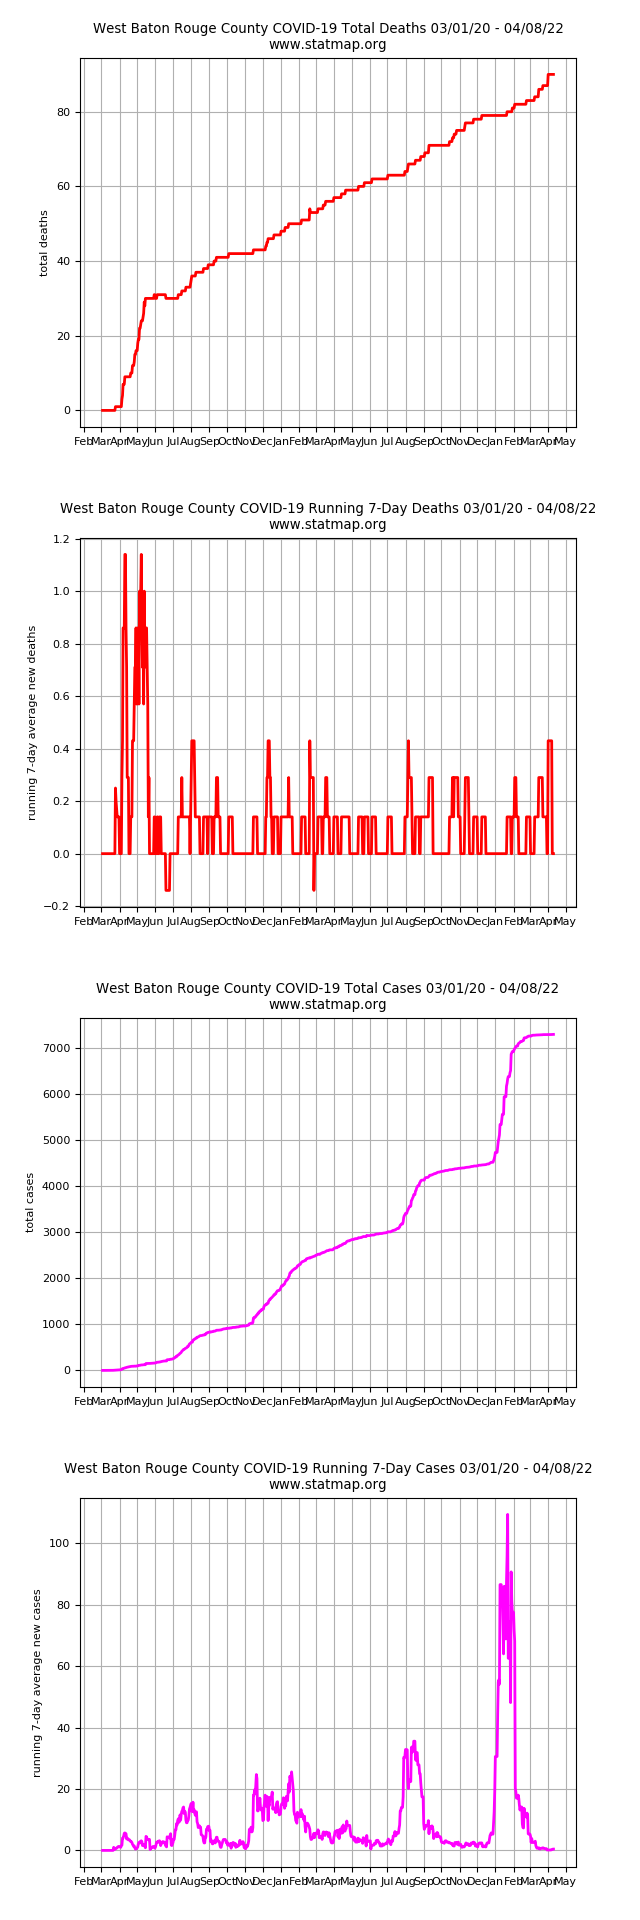 West Baton Rouge County COVID-19 Total Deaths 03/01/20 - 04/08/22
www.statmap.org
total deaths
80
60
40
20
0
Feb Mar Apr May Jun Jul Aug Sep Oct Nov Dec Jan Feb Mar Apr May Jun Jul Aug Sep Oct Nov Dec Jan Feb Mar Apr May
West Baton Rouge County COVID-19 Running 7-Day Deaths 03/01/20 - 04/08/22
www.statmap.org
running 7-day average new deaths
1.2
1.0
0.8
0.6
0.4
0.2
0.0
−0.2
Feb Mar Apr May Jun Jul Aug Sep Oct Nov Dec Jan Feb Mar Apr May Jun Jul Aug Sep Oct Nov Dec Jan Feb Mar Apr May
West Baton Rouge County COVID-19 Total Cases 03/01/20 - 04/08/22
www.statmap.org
total cases
7000
6000
5000
4000
3000
2000
1000
0
Feb Mar Apr May Jun Jul Aug Sep Oct Nov Dec Jan Feb Mar Apr May Jun Jul Aug Sep Oct Nov Dec Jan Feb Mar Apr May
West Baton Rouge County COVID-19 Running 7-Day Cases 03/01/20 - 04/08/22
www.statmap.org
running 7-day average new cases
100
80
60
40
20
0
Feb Mar Apr May Jun Jul Aug Sep Oct Nov Dec Jan Feb Mar Apr May Jun Jul Aug Sep Oct Nov Dec Jan Feb Mar Apr May